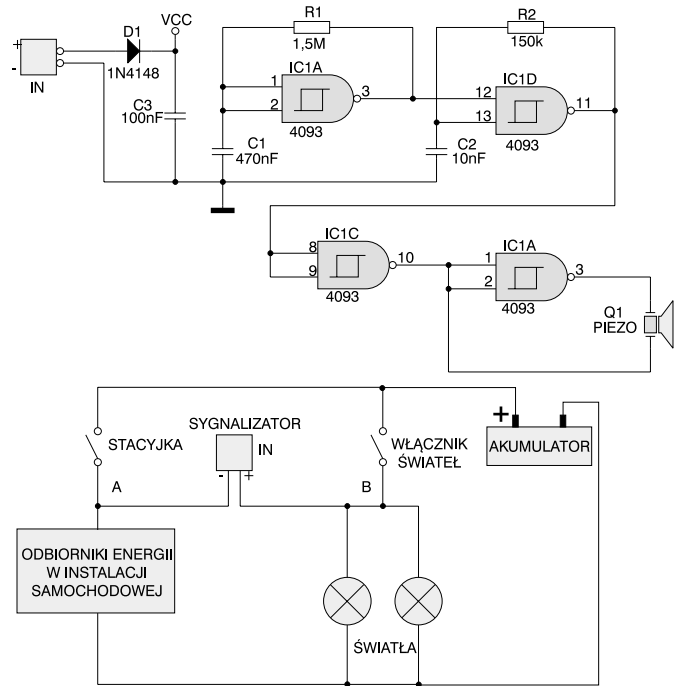 +
-
IN
D1
1N4148
VCC
C3
100nF
R1
1,5M
IC1A
1
2
3
4093
C1
470nF
R2
150k
IC1D
12
13
11
4093
C2
10nF
IC1C
8
9
10
4093
IC1A
1
2
3
4093
Q1
PIEZO
STACYJKA
SYGNALIZATOR
IN
- +
WŁĄCZNIK
ŚWIATEŁ
+
AKUMULATOR
A
B
ODBIORNIKI ENERGII
W INSTALACJI
SAMOCHODOWEJ
ŚWIATŁA